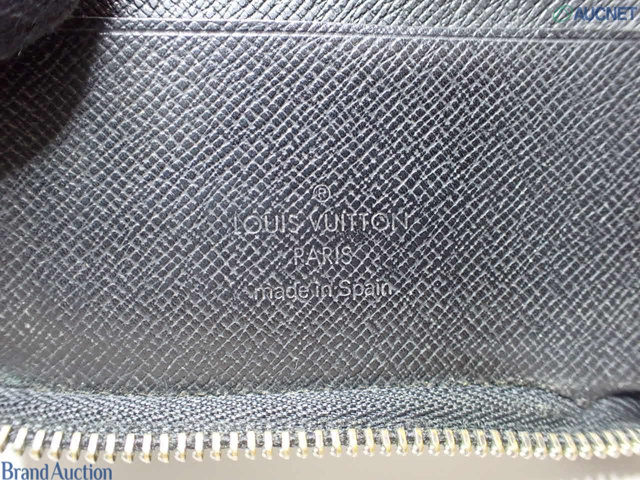 AUCNET
®
LOUIS VUITTON
PARIS
made in Spain
Brand Auction